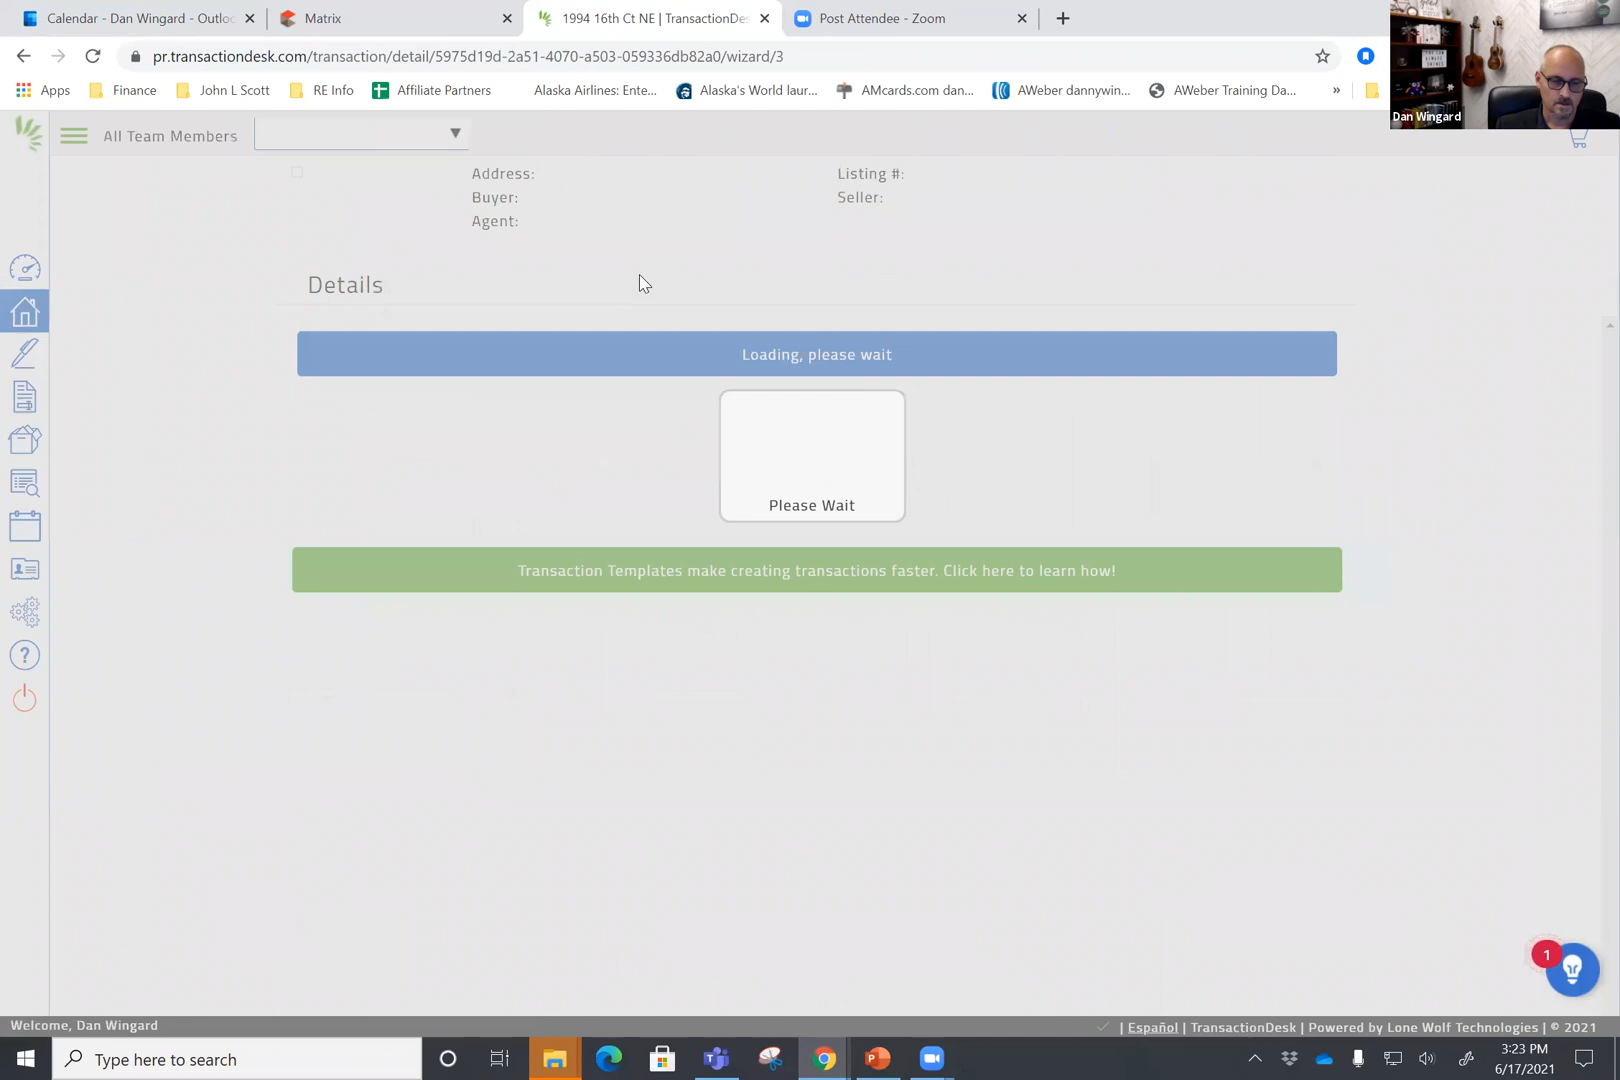 Calendar - Dan Wingard - Outlo
Matrix
1994 16th Ct NE | TransactionDes
Post Attendee - Zoom
pr.transactiondesk.com/transaction/detail/5975d19d-2a51-4070-a503-059336db82a0/wizard/3
Apps
Finance
John L Scott
RE Info
Affiliate Partners
Alaska Airlines: Ente...
Alaska's World laur...
AMcards.com dan...
AWeber dannywin...
AWeber Training Da...
»
Dan Wingard
All Team Members
Address:
Listing #:
Buyer:
Seller:
Agent:
Details
Loading, please wait
Please Wait
Transaction Templates make creating transactions faster. Click here to learn how!
1
Welcome, Dan Wingard
| Español | TransactionDesk | Powered by Lone Wolf Technologies | © 2021
Type here to search
3:23 PM
6/17/2021